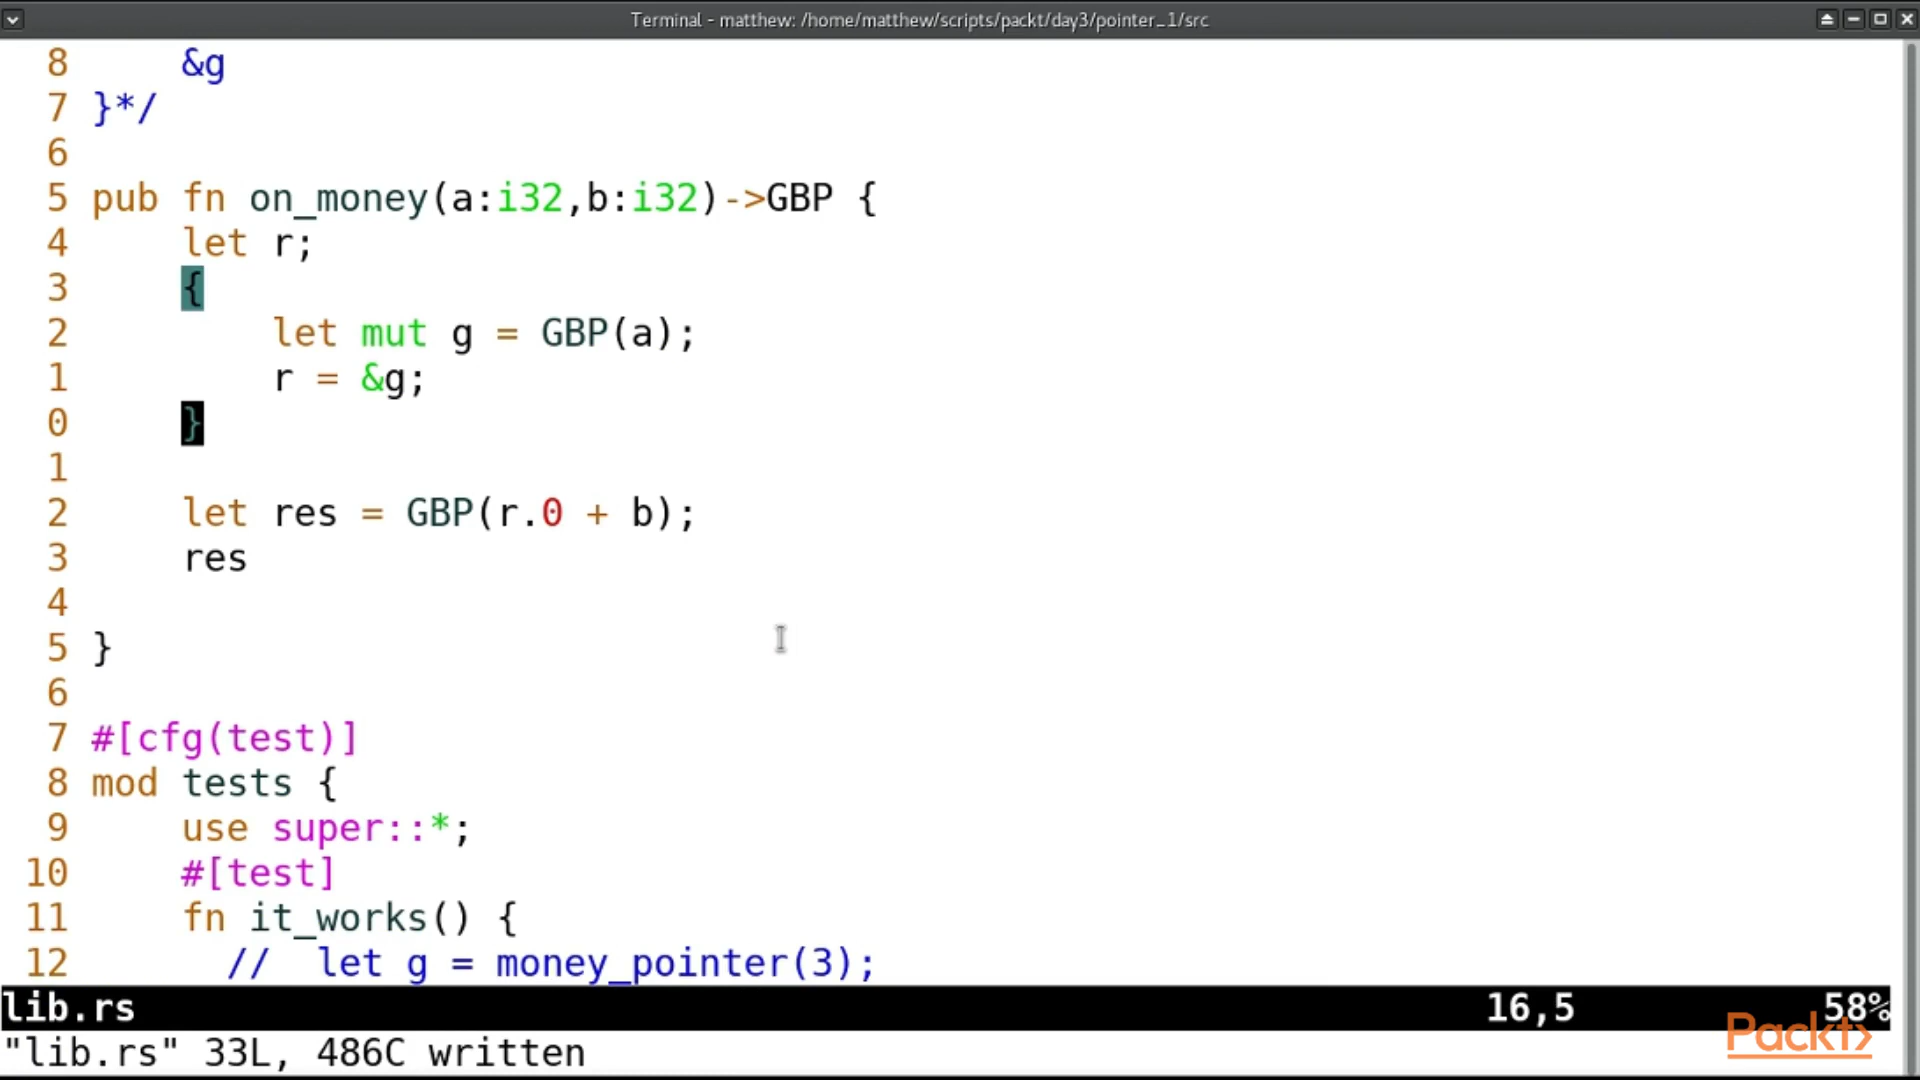 Terminal - matthew: /home/matthew/scripts/packt/day3/pointer_1/src
8     &g
7 }*/
6
5 pub fn on_money(a:i32,b:i32)->GBP {
4     let r;
3     {
2         let mut g = GBP(a);
1         r = &g;
0     }
1
2     let res = GBP(r.0 + b);
3     res
4
5 }
6
7 #[cfg(test)]
8 mod tests {
9     use super::*;
10     #[test]
11     fn it_works() {
12       //  let g = money_pointer(3);
lib.rs 16,5 58%
"lib.rs" 33L, 486C written
Packt>